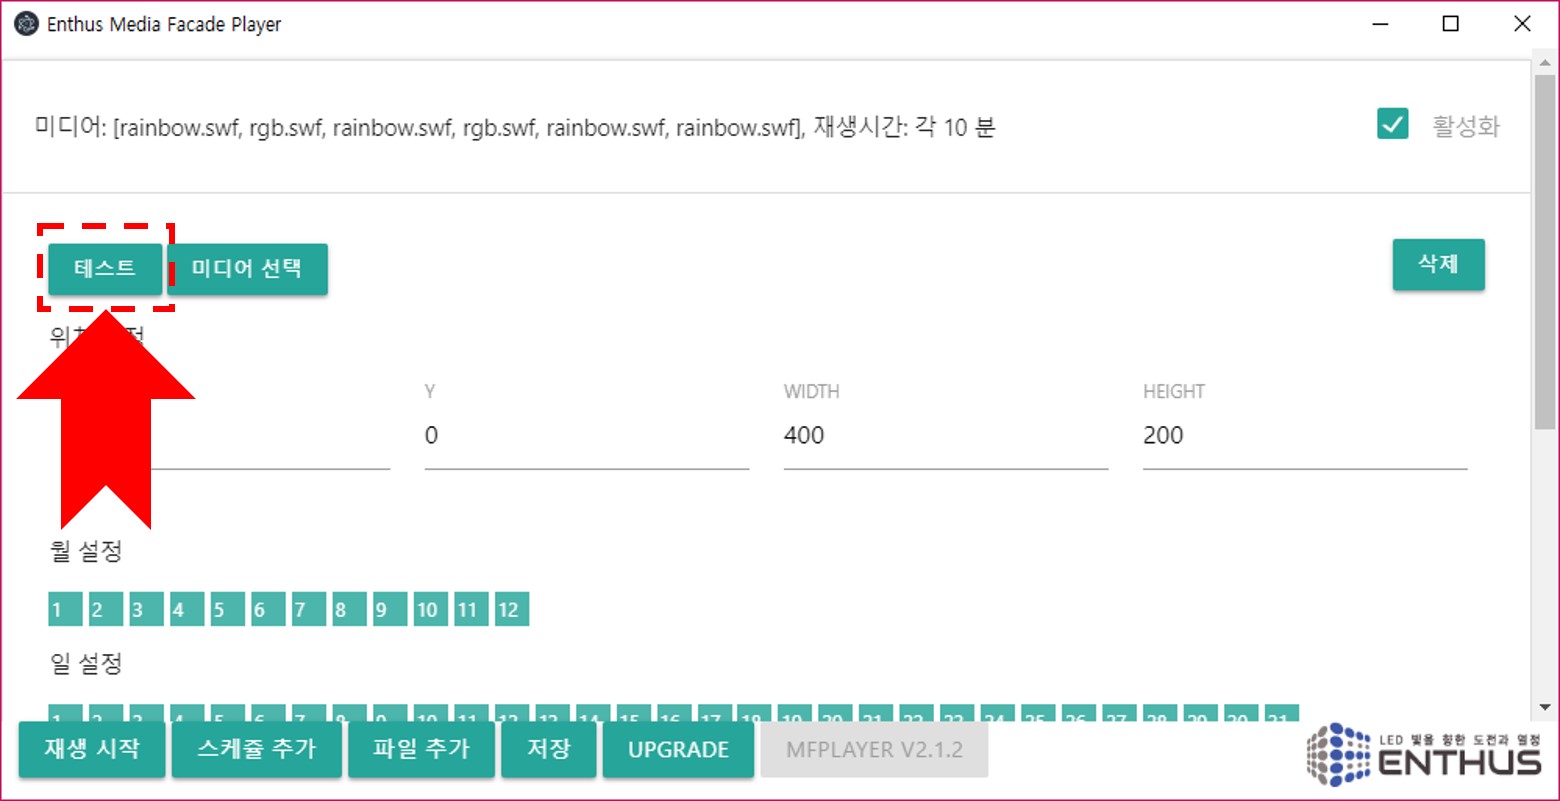 Enthus Media Facade Player
미디어: [rainbow.swf, rgb.swf, rainbow.swf, rgb.swf, rainbow.swf, rainbow.swf], 재생시간: 각 10 분
활성화
테스트 미디어 선택
삭제
Y WIDTH HEIGHT
0 400 200
월 설정
1 2 3 4 5 6 7 8 9 10 11 12
일 설정
1 2 3 4 5 6 7 8 9 10 11 12 13 14 15 16 17 18 19 20 21 22 23 24 25 26 27 28 29 30 31
재생 시작 스케쥴 추가 파일 추가 저장 UPGRADE MFPLAYER V2.1.2
LED 빛을 향한 도전과 열정
ENTHUS